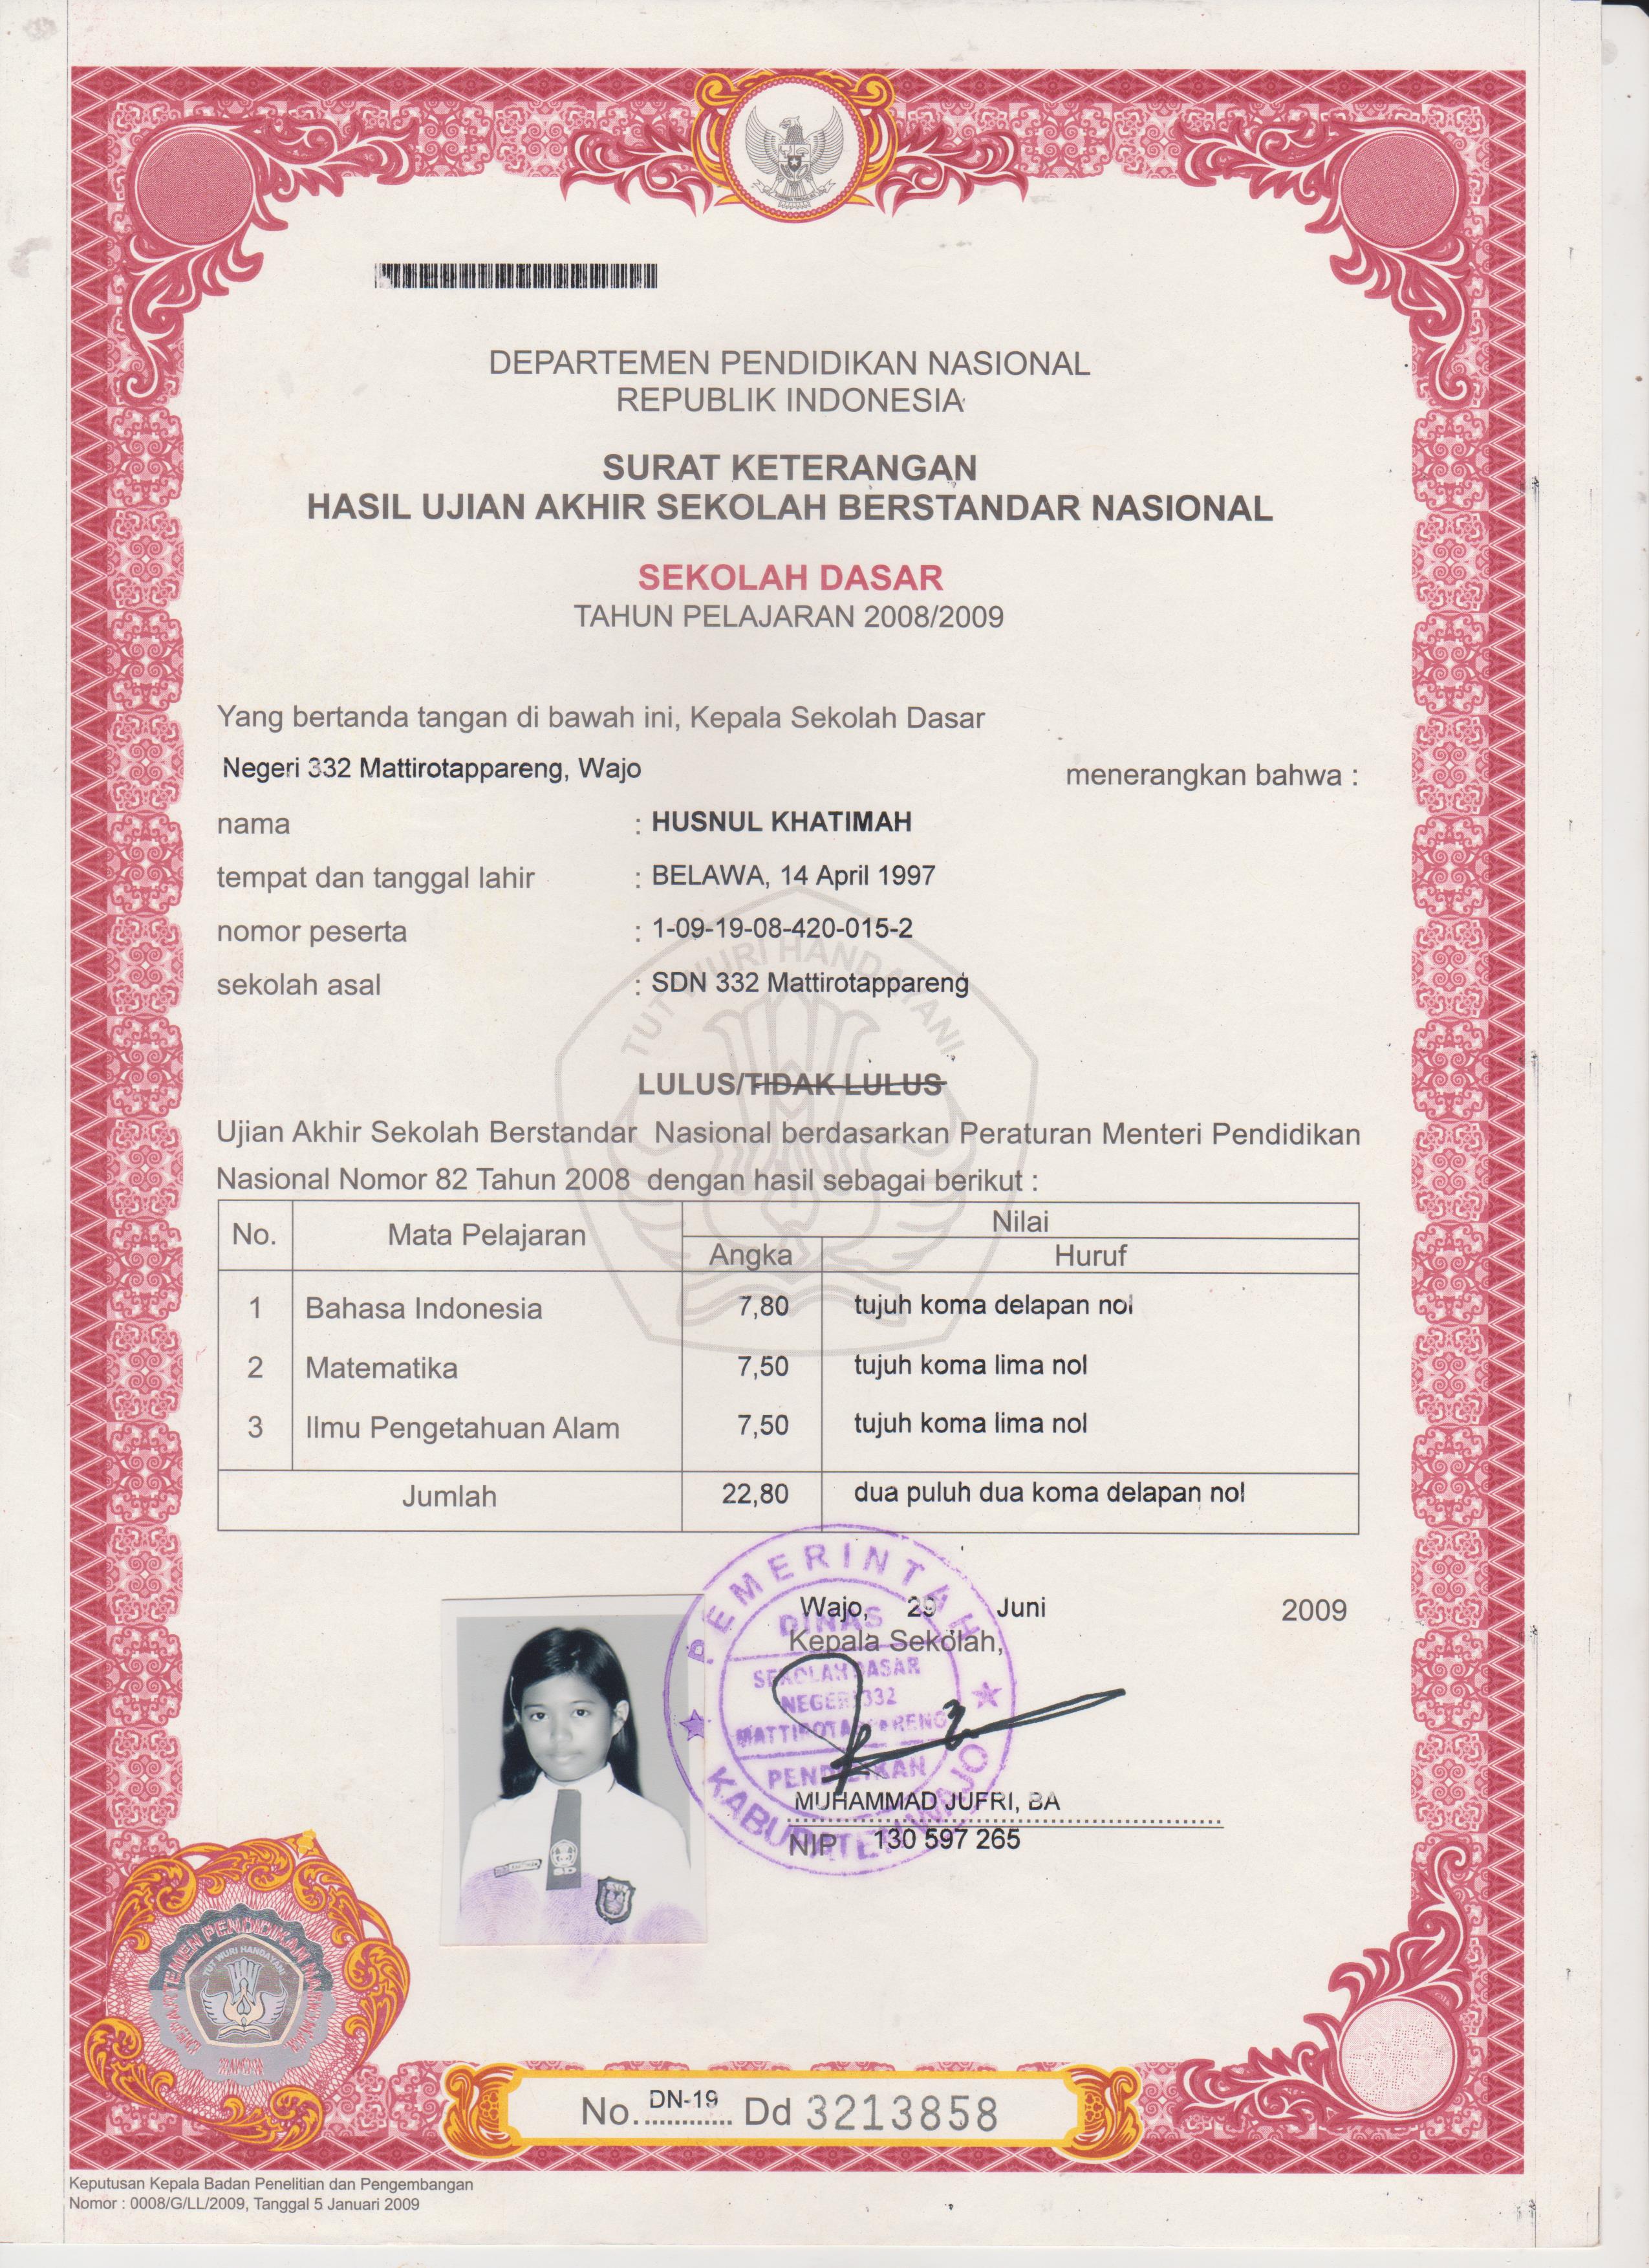 DEPARTEMEN PENDIDIKAN NASIONAL
REPUBLIK INDONESIA
SURAT KETERANGAN
HASIL UJIAN AKHIR SEKOLAH BERSTANDAR NASIONAL
SEKOLAH DASAR
TAHUN PELAJARAN 2008/2009
Yang bertanda tangan di bawah ini, Kepala Sekolah Dasar
Negeri 332 Mattirotappareng, Wajo menerangkan bahwa :
nama : HUSNUL KHATIMAH
tempat dan tanggal lahir : BELAWA, 14 April 1997
nomor peserta : 1-09-19-08-420-015-2
sekolah asal : SDN 332 Mattirotappareng
TUT WURI HANDAYANI
LULUS/TIDAK LULUS
Ujian Akhir Sekolah Berstandar Nasional berdasarkan Peraturan Menteri Pendidikan
Nasional Nomor 82 Tahun 2008 dengan hasil sebagai berikut :
No. Mata Pelajaran Nilai
Angka Huruf
1 Bahasa Indonesia 7,80 tujuh koma delapan nol
2 Matematika 7,50 tujuh koma lima nol
3 Ilmu Pengetahuan Alam 7,50 tujuh koma lima nol
Jumlah 22,80 dua puluh dua koma delapan nol
Wajo, 29 Juni 2009
Kepala Sekolah,
PEMERINTAH
KABUPATEN WAJO
DINAS
SEKOLAH DASAR
NEGERI 332
MATTIROTAPPARENG
PENDIDIKAN
MUHAMMAD JUFRI, BA
NIP 130 597 265
TUT WURI HANDAYANI
No. DN-19 Dd 3213858
Keputusan Kepala Badan Penelitian dan Pengembangan
Nomor : 0008/G/LL/2009, Tanggal 5 Januari 2009